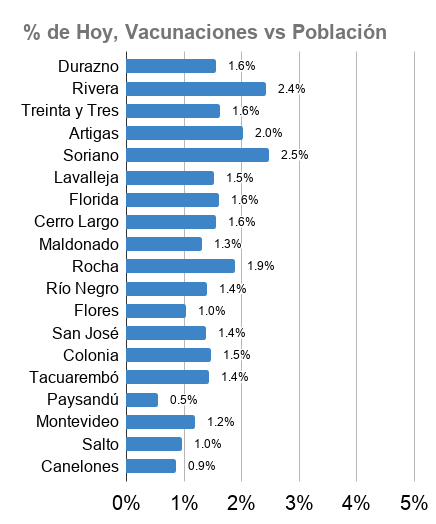 % de Hoy, Vacunaciones vs Población
Durazno 1.6%
Rivera 2.4%
Treinta y Tres 1.6%
Artigas 2.0%
Soriano 2.5%
Lavalleja 1.5%
Florida 1.6%
Cerro Largo 1.6%
Maldonado 1.3%
Rocha 1.9%
Río Negro 1.4%
Flores 1.0%
San José 1.4%
Colonia 1.5%
Tacuarembó 1.4%
Paysandú 0.5%
Montevideo 1.2%
Salto 1.0%
Canelones 0.9%
0% 1% 2% 3% 4% 5%